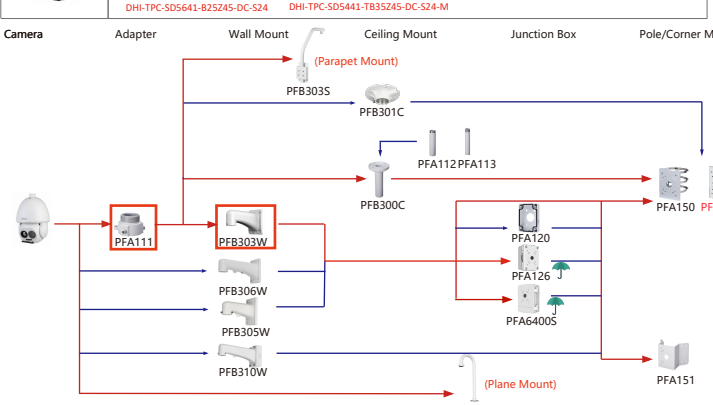 DHI-TPC-SD5641-B25Z45-DC-S24 DHI-TPC-SD5441-TB35Z45-DC-S24-M
Camera Adapter Wall Mount Ceiling Mount Junction Box Pole/Corner M
(Parapet Mount)
PFB303S
PFB301C
PFA112 PFA113
PFB300C
PFA150 PF
PFA111 PFB303W PFA120
PFA126
PFB306W
PFA6400S
PFB305W
PFB310W
PFA151
(Plane Mount)